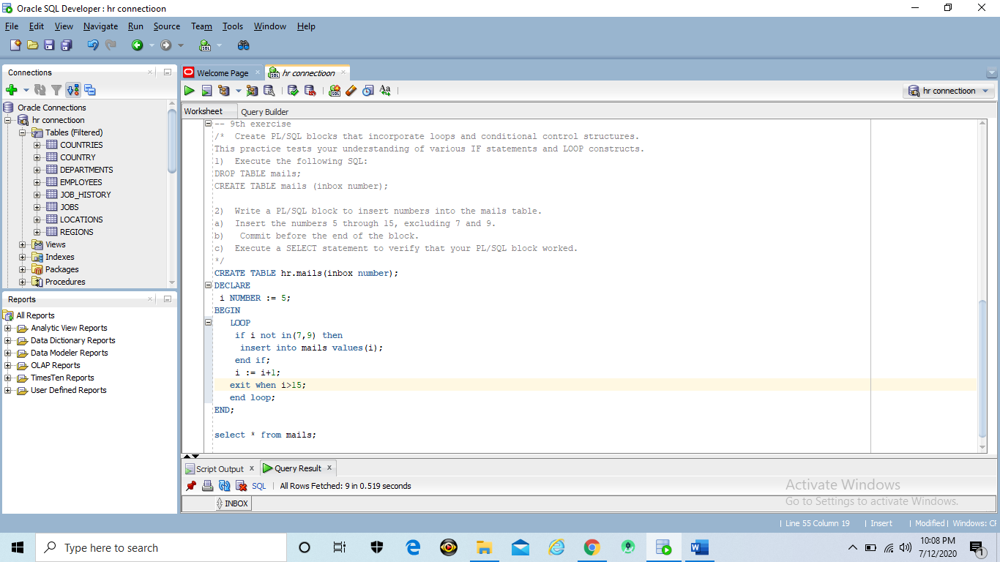 Oracle SQL Developer : hr connectioon
File Edit View Navigate Run Source Team Tools Window Help
Connections
Oracle Connections
hr connectioon
Tables (Filtered)
COUNTRIES
COUNTRY
DEPARTMENTS
EMPLOYEES
JOB_HISTORY
JOBS
LOCATIONS
REGIONS
Views
Indexes
Packages
Procedures
Reports
All Reports
Analytic View Reports
Data Dictionary Reports
Data Modeler Reports
OLAP Reports
TimesTen Reports
User Defined Reports
Welcome Page
hr connectioon
hr connectioon
Worksheet Query Builder
-- 9th exercise
/*  Create PL/SQL blocks that incorporate loops and conditional control structures.
This practice tests your understanding of various IF statements and LOOP constructs.
1)  Execute the following SQL:
DROP TABLE mails;
CREATE TABLE mails (inbox number);
2)  Write a PL/SQL block to insert numbers into the mails table.
a)  Insert the numbers 5 through 15, excluding 7 and 9.
b)   Commit before the end of the block.
c)  Execute a SELECT statement to verify that your PL/SQL block worked.
*/
CREATE TABLE hr.mails(inbox number);
DECLARE
i NUMBER := 5;
BEGIN
LOOP
if i not in(7,9) then
insert into mails values(i);
end if;
i := i+1;
exit when i>15;
end loop;
END;
select * from mails;
Script Output x Query Result x
SQL | All Rows Fetched: 9 in 0.519 seconds
INBOX
Activate Windows
Go to Settings to activate Windows.
| Line 55 Column 19 | Insert | Modified | Windows: CF
Type here to search
10:08 PM
7/12/2020
1